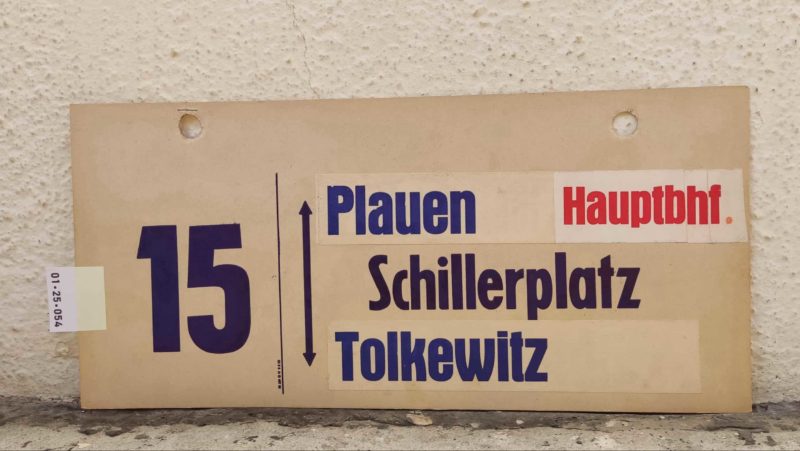 Plauen Hauptbhf.
15 Schillerplatz
Tolkewitz
01-25-054